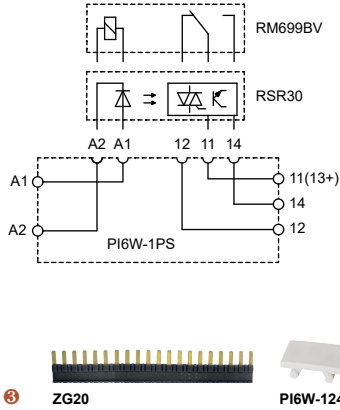 RM699BV
RSR30
A2 A1 12 11 14
A1 11(13+)
14
A2 12
PI6W-1PS
3 ZG20 PI6W-124